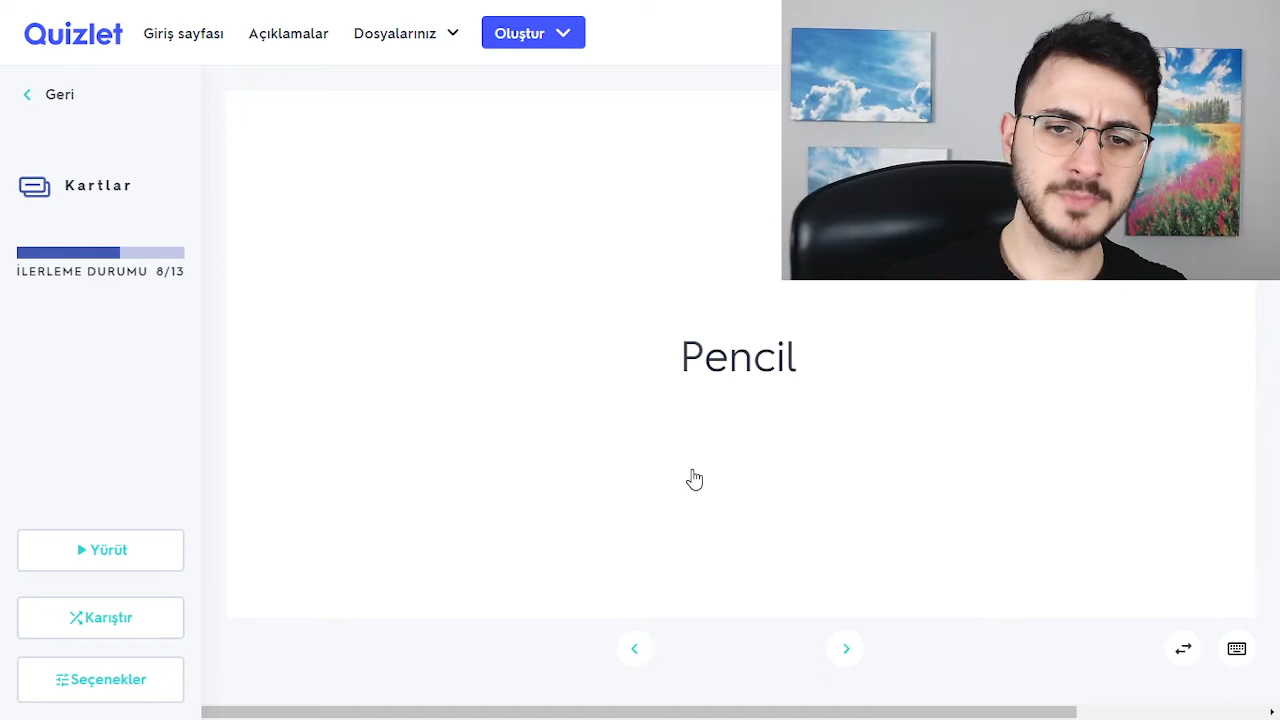 Quizlet
Giriş sayfası
Açıklamalar
Dosyalarınız
Oluştur
Geri
Kartlar
İLERLEME DURUMU 8/13
Pencil
Yürüt
Karıştır
Seçenekler